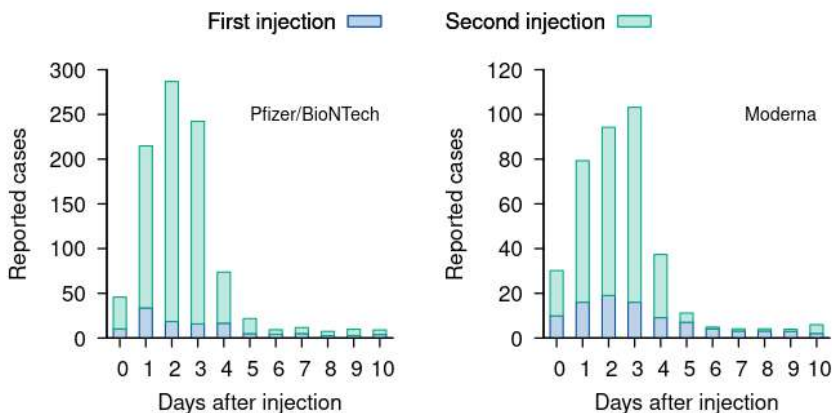 First injection
Second injection
300
250
200
150
100
50
0
Reported cases
Pfizer/BioNTech
0 1 2 3 4 5 6 7 8 9 10
Days after injection
120
100
80
60
40
20
0
Reported cases
Moderna
0 1 2 3 4 5 6 7 8 9 10
Days after injection